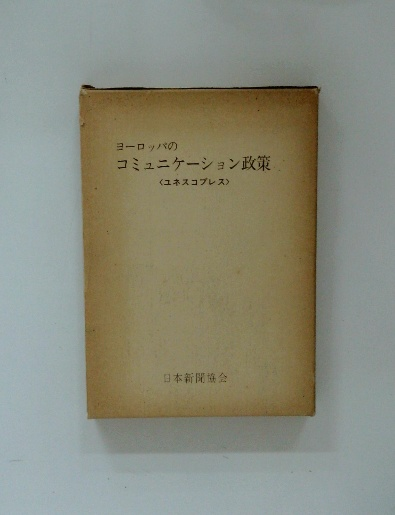 ヨーロッパの
コミュニケーション政策
〈ユネスコプレス〉
日本新聞協会